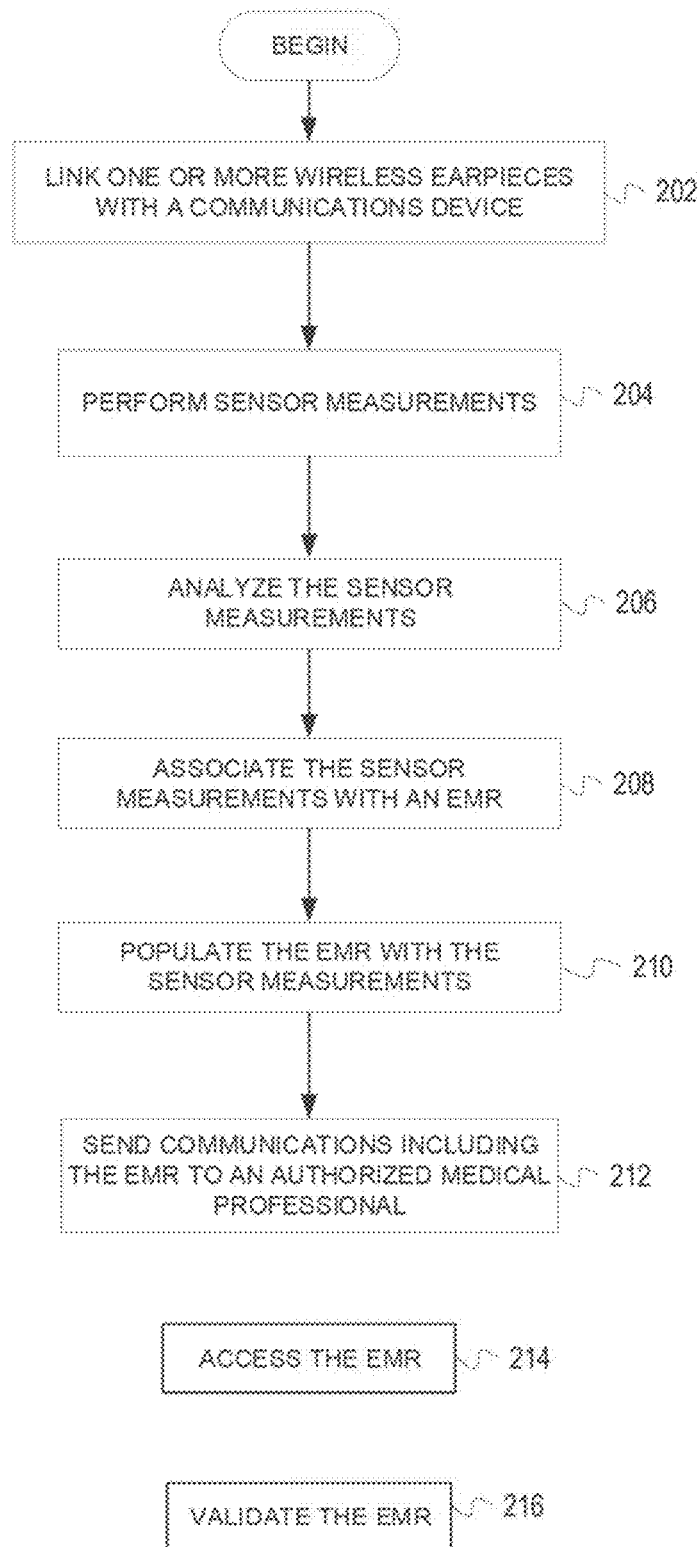 BEGIN
LINK ONE OR MORE WIRELESS EARPIECES
WITH A COMMUNICATIONS DEVICE
202
PERFORM SENSOR MEASUREMENTS
204
ANALYZE THE SENSOR
MEASUREMENTS
206
ASSOCIATE THE SENSOR
MEASUREMENTS WITH AN EMR
208
POPULATE THE EMR WITH THE
SENSOR MEASUREMENTS
210
SEND COMMUNICATIONS INCLUDING
THE EMR TO AN AUTHORIZED MEDICAL
PROFESSIONAL
212
ACCESS THE EMR
214
VALIDATE THE EMR
216